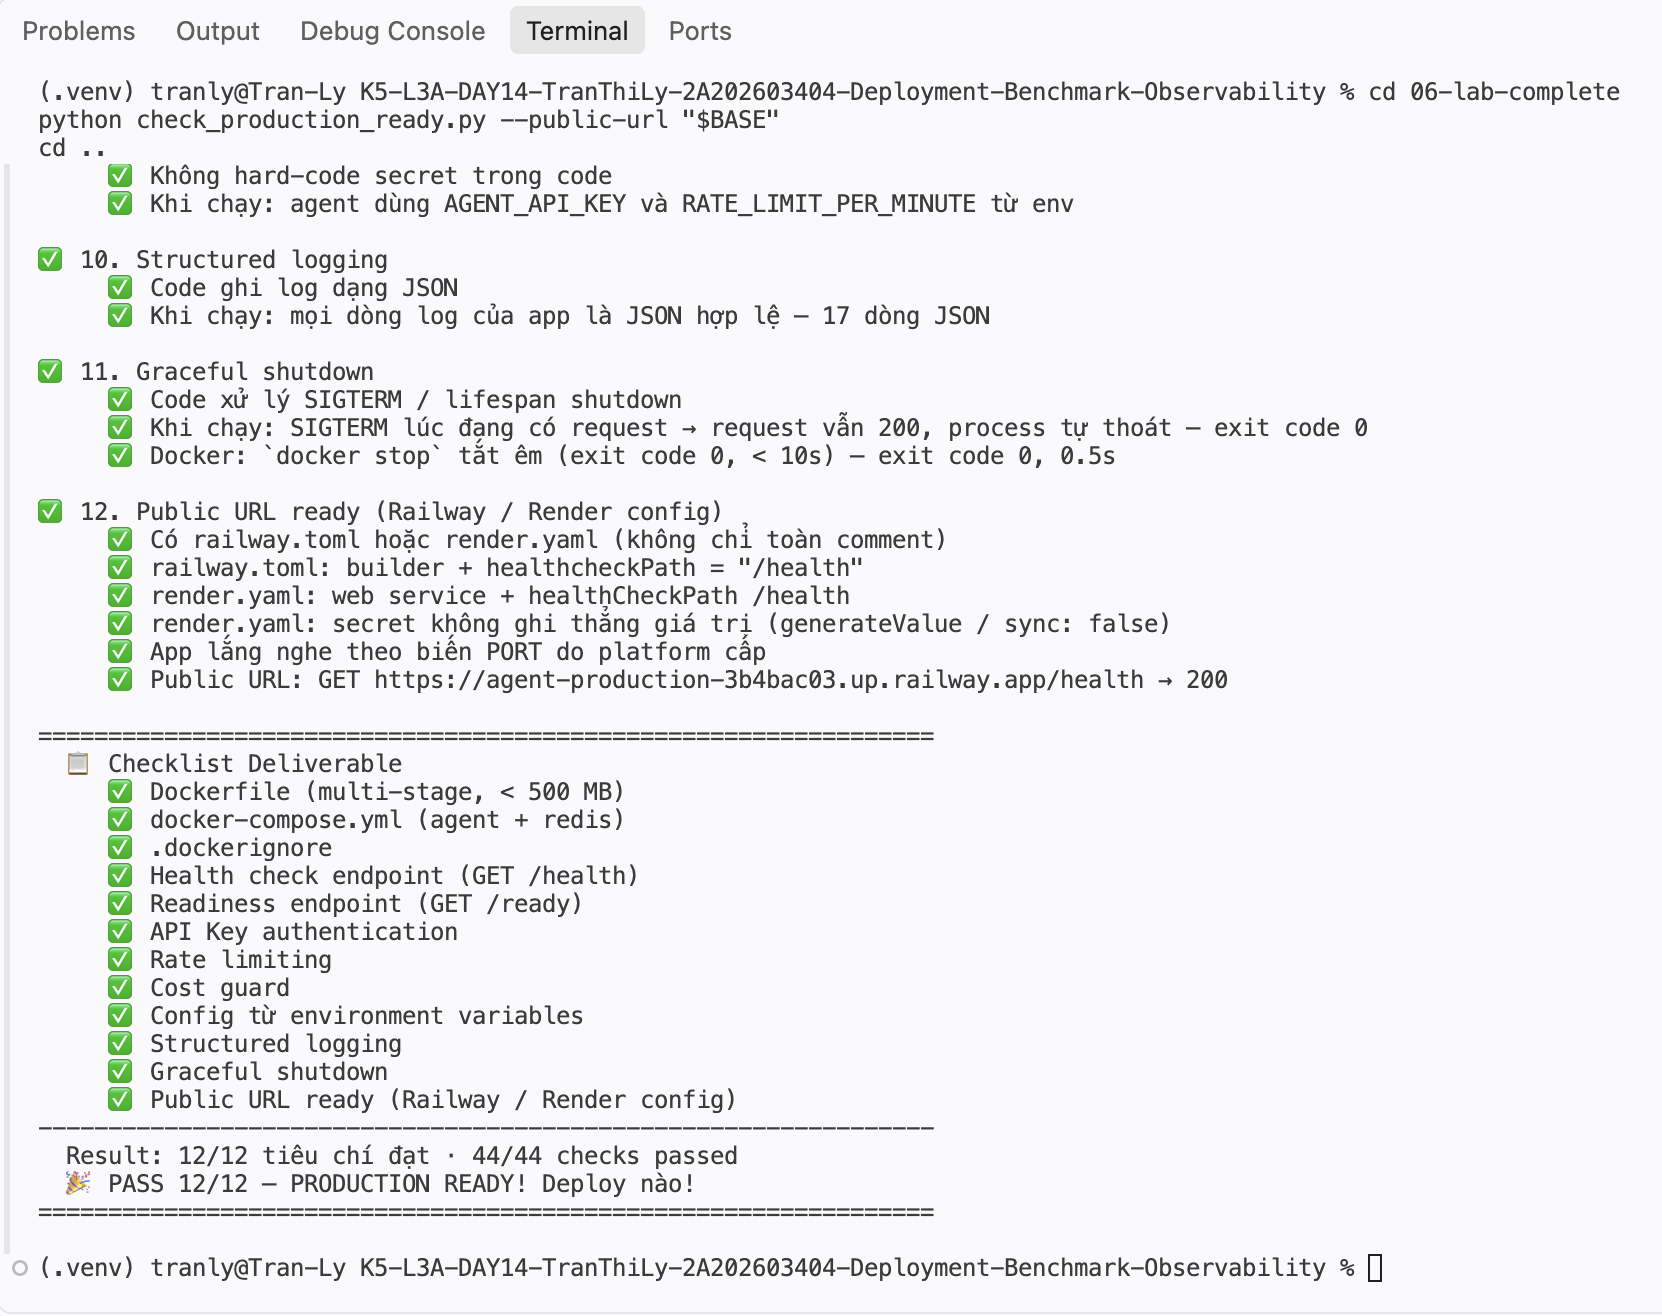 Problems Output Debug Console Terminal Ports
(.venv) tranly@Tran-Ly K5-L3A-DAY14-TranThiLy-2A202603404-Deployment-Benchmark-Observability % cd 06-lab-complete
python check_production_ready.py --public-url "$BASE"
cd ..
✅ Không hard-code secret trong code
✅ Khi chạy: agent dùng AGENT_API_KEY và RATE_LIMIT_PER_MINUTE từ env
✅ 10. Structured logging
✅ Code ghi log dạng JSON
✅ Khi chạy: mọi dòng log của app là JSON hợp lệ — 17 dòng JSON
✅ 11. Graceful shutdown
✅ Code xử lý SIGTERM / lifespan shutdown
✅ Khi chạy: SIGTERM lúc đang có request → request vẫn 200, process tự thoát — exit code 0
✅ Docker: `docker stop` tắt êm (exit code 0, < 10s) — exit code 0, 0.5s
✅ 12. Public URL ready (Railway / Render config)
✅ Có railway.toml hoặc render.yaml (không chỉ toàn comment)
✅ railway.toml: builder + healthcheckPath = "/health"
✅ render.yaml: web service + healthCheckPath /health
✅ render.yaml: secret không ghi thẳng giá trị (generateValue / sync: false)
✅ App lắng nghe theo biến PORT do platform cấp
✅ Public URL: GET https://agent-production-3b4bac03.up.railway.app/health → 200
================================================================
📋 Checklist Deliverable
✅ Dockerfile (multi-stage, < 500 MB)
✅ docker-compose.yml (agent + redis)
✅ .dockerignore
✅ Health check endpoint (GET /health)
✅ Readiness endpoint (GET /ready)
✅ API Key authentication
✅ Rate limiting
✅ Cost guard
✅ Config từ environment variables
✅ Structured logging
✅ Graceful shutdown
✅ Public URL ready (Railway / Render config)
----------------------------------------------------------------
Result: 12/12 tiêu chí đạt · 44/44 checks passed
🎉 PASS 12/12 — PRODUCTION READY! Deploy nào!
================================================================
(.venv) tranly@Tran-Ly K5-L3A-DAY14-TranThiLy-2A202603404-Deployment-Benchmark-Observability %